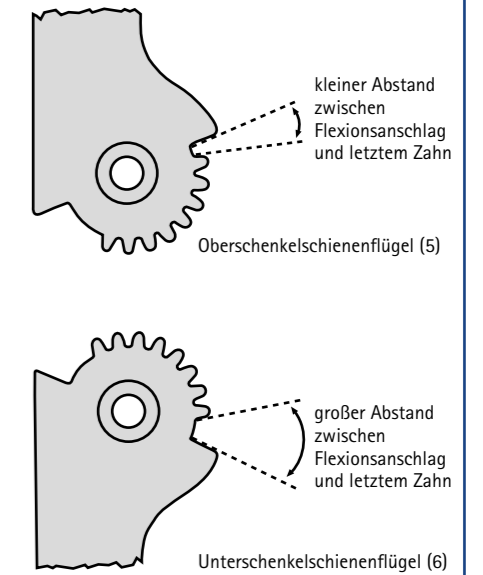 kleiner Abstand
zwischen
Flexionsanschlag
und letztem Zahn
Oberschenkelschienenflügel (5)
großer Abstand
zwischen
Flexionsanschlag
und letztem Zahn
Unterschenkelschienenflügel (6)